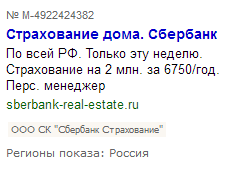 № M-4922424382
Страхование дома. Сбербанк
По всей РФ. Только эту неделю.
Страхование на 2 млн. за 6750/год.
Перс. менеджер
sberbank-real-estate.ru
ООО СК "Сбербанк Страхование"
Регионы показа: Россия